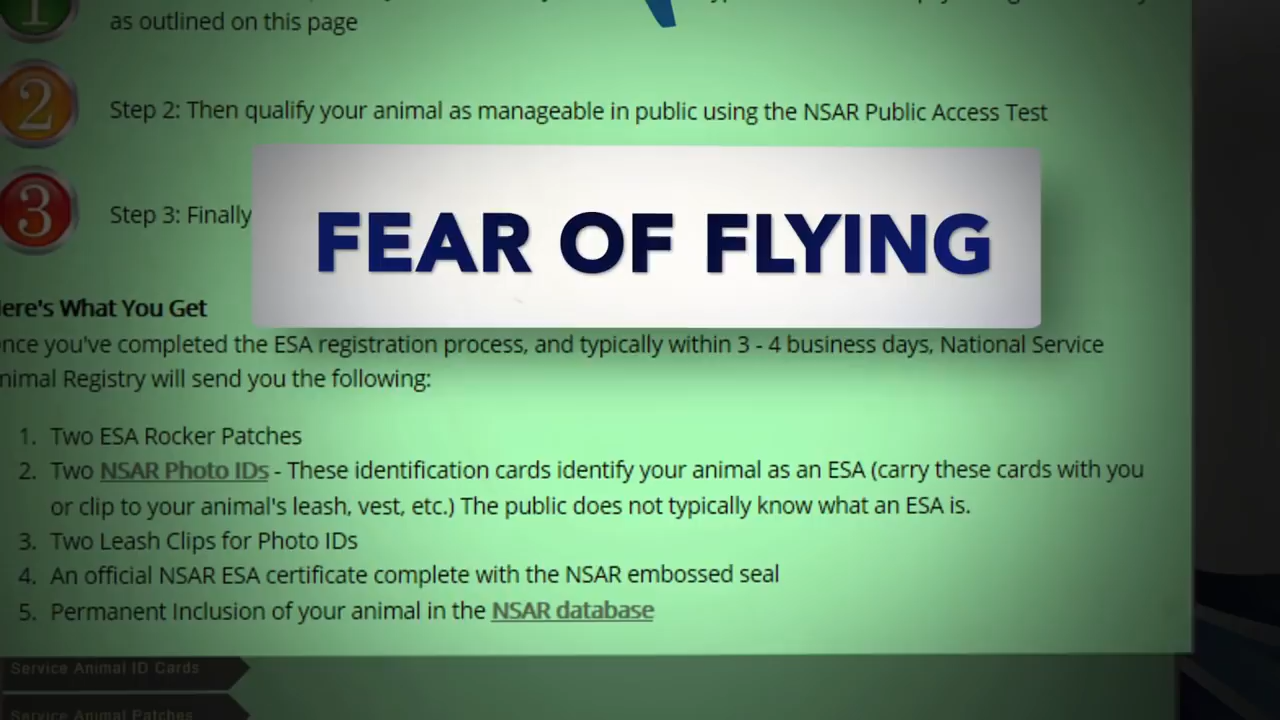 1
as outlined on this page
2
Step 2: Then qualify your animal as manageable in public using the NSAR Public Access Test
3
Step 3: Finally
FEAR OF FLYING
ere's What You Get
nce you've completed the ESA registration process, and typically within 3 - 4 business days, National Service
nimal Registry will send you the following:
1. Two ESA Rocker Patches
2. Two NSAR Photo IDs - These identification cards identify your animal as an ESA (carry these cards with you
or clip to your animal's leash, vest, etc.) The public does not typically know what an ESA is.
3. Two Leash Clips for Photo IDs
4. An official NSAR ESA certificate complete with the NSAR embossed seal
5. Permanent Inclusion of your animal in the NSAR database
Service Animal ID Cards
Service Animal Patches